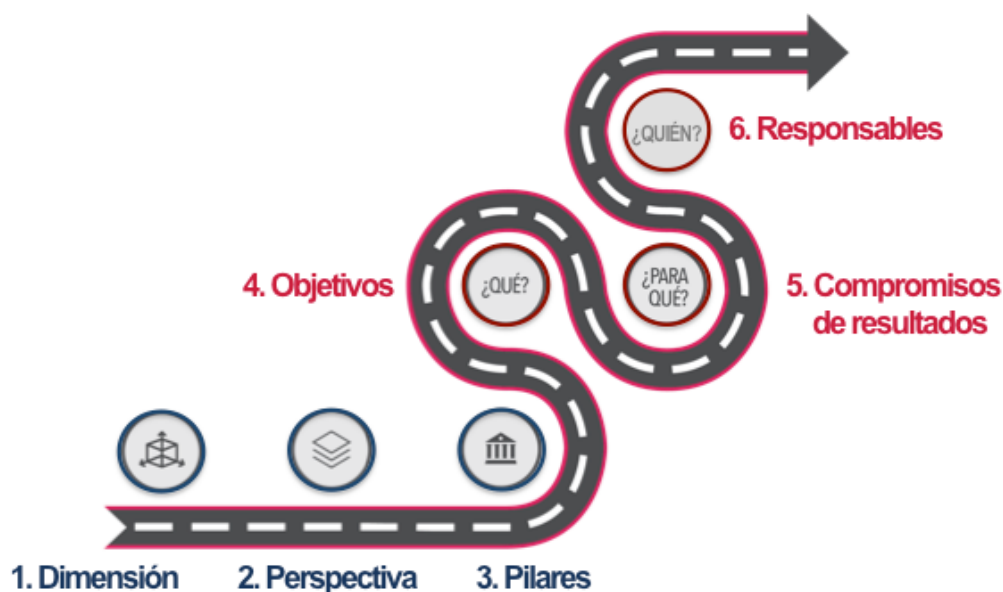 ¿QUIÉN?
6. Responsables
4. Objetivos
¿QUÉ?
¿PARA
QUÉ?
5. Compromisos
de resultados
1. Dimensión
2. Perspectiva
3. Pilares